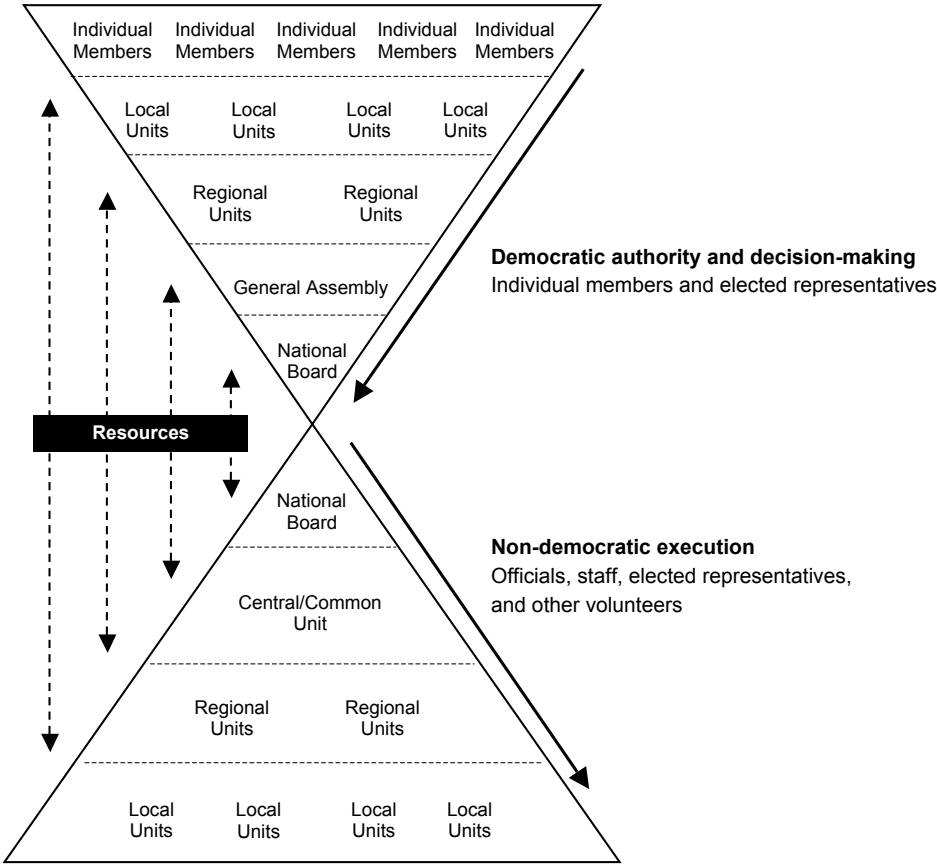 Individual Members Individual Members Individual Members Individual Members Individual Members
Local Units Local Units Local Units Local Units
Regional Units Regional Units
General Assembly
Democratic authority and decision-making
Individual members and elected representatives
National
Board
Resources
National
Board
Non-democratic execution
Officials, staff, elected representatives,
and other volunteers
Central/Common
Unit
Regional Units Regional Units
Local Units Local Units Local Units Local Units